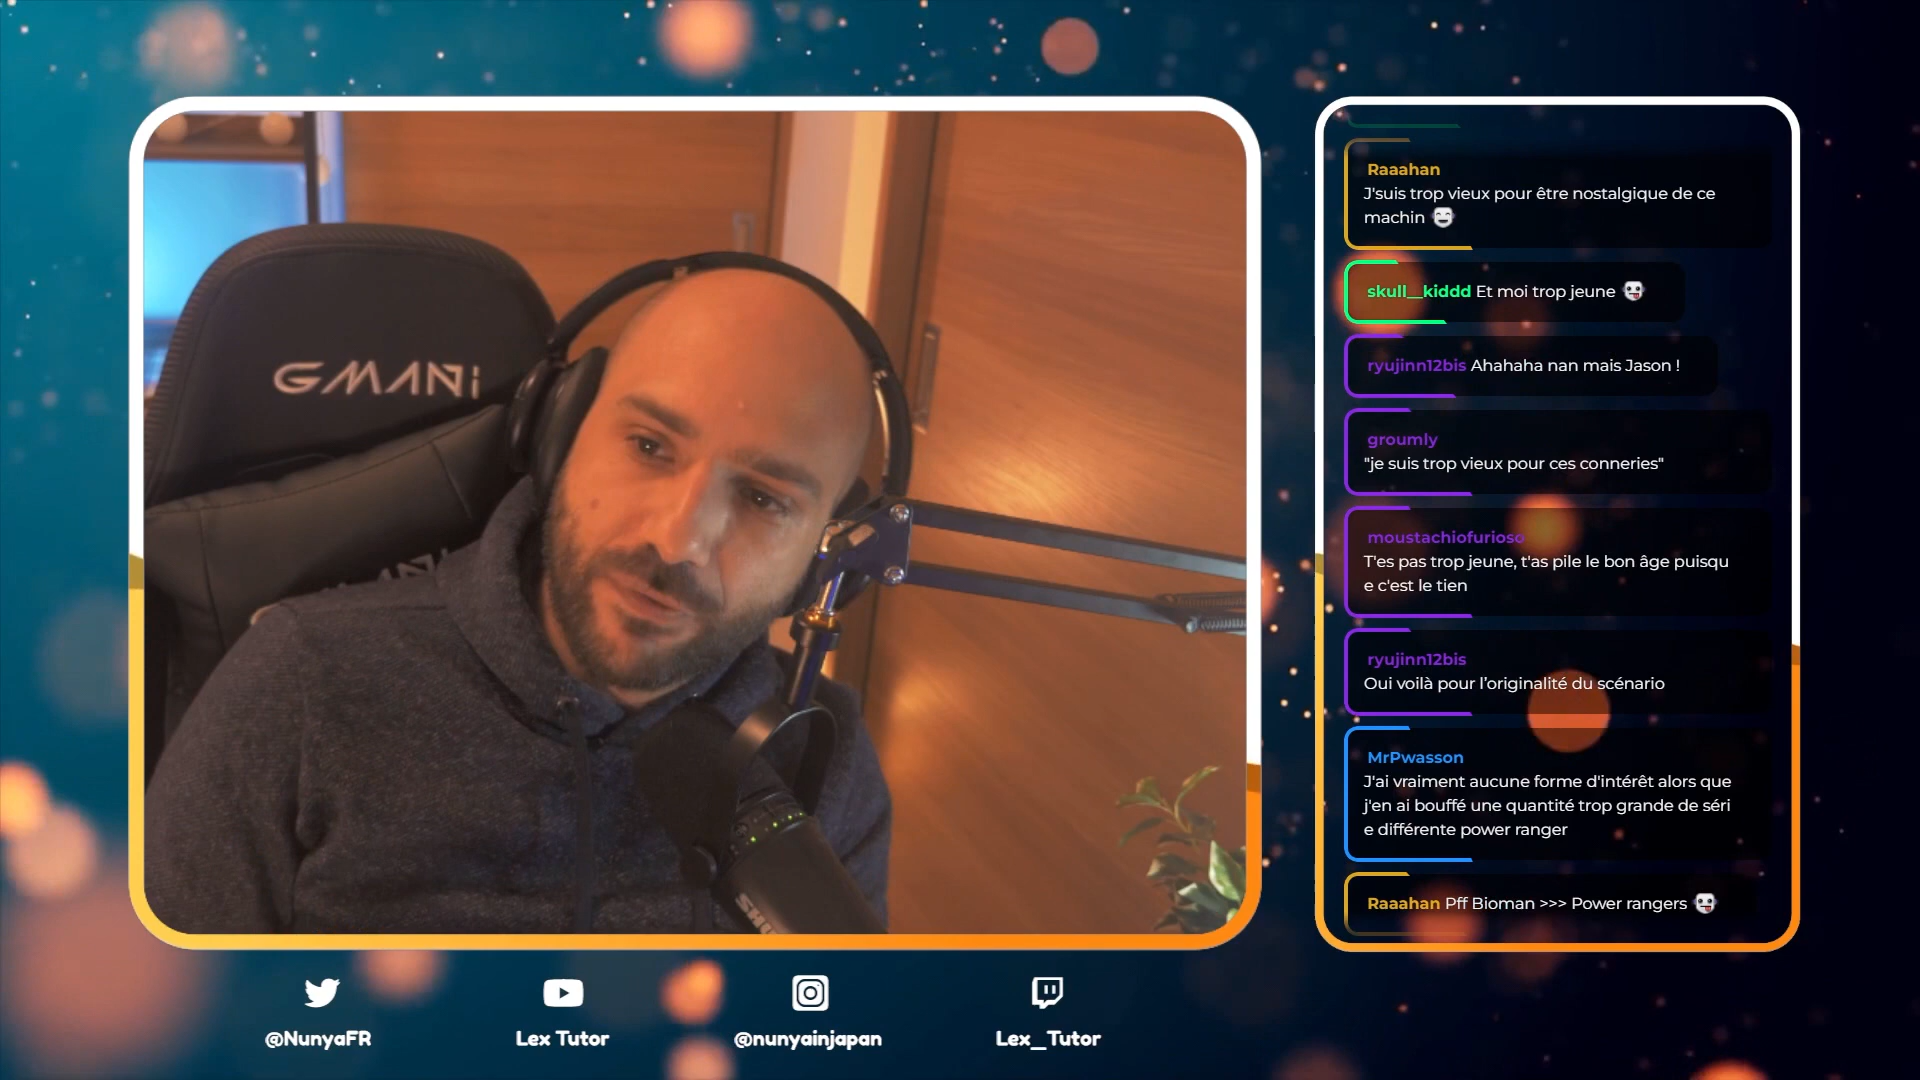 GMANi
Raaahan
J'suis trop vieux pour être nostalgique de ce
machin
skull__kiddd Et moi trop jeune
ryujinn12bis Ahahaha nan mais Jason !
groumly
"je suis trop vieux pour ces conneries"
moustachiofurioso
T'es pas trop jeune, t'as pile le bon âge puisqu
e c'est le tien
ryujinn12bis
Oui voilà pour l’originalité du scénario
MrPwasson
J'ai vraiment aucune forme d'intérêt alors que
j'en ai bouffé une quantité trop grande de séri
e différente power ranger
Raaahan Pff Bioman >>> Power rangers
@NunyaFR
Lex Tutor
@nunyainjapan
Lex_Tutor